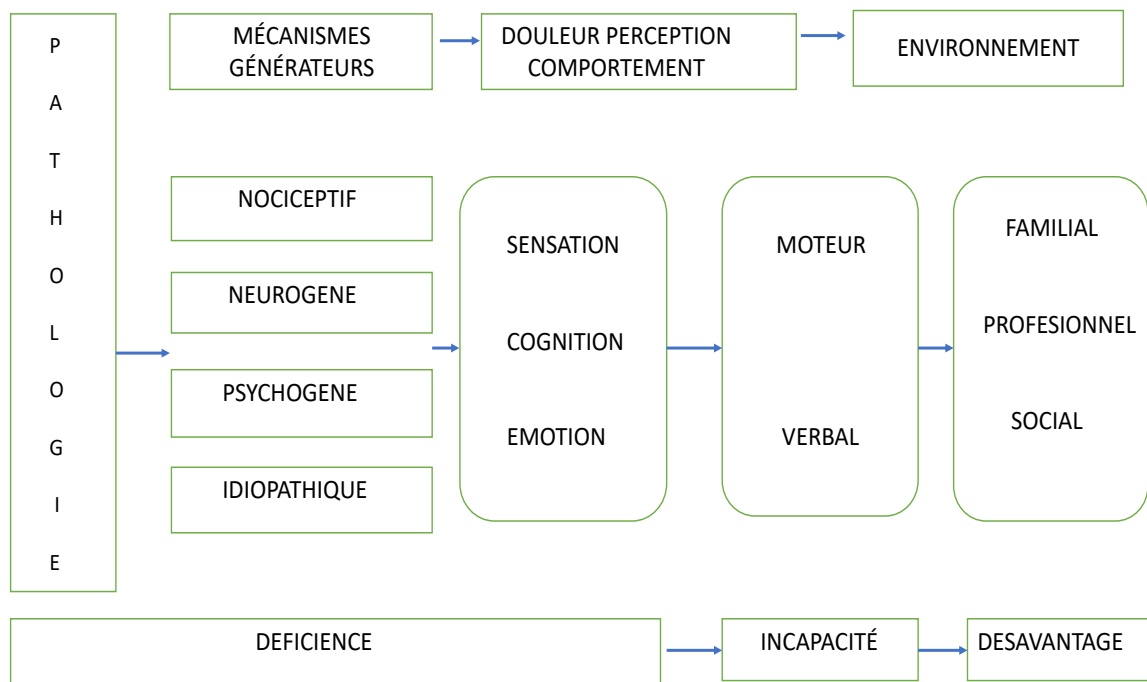 PATHOLOGIE
MÉCANISMES
GÉNÉRATEURS
DOULEUR PERCEPTION
COMPORTEMENT
ENVIRONNEMENT
NOCICEPTIF
NEUROGENE
PSYCHOGENE
IDIOPATHIQUE
SENSATION
COGNITION
EMOTION
MOTEUR
VERBAL
FAMILIAL
PROFESIONNEL
SOCIAL
DEFICIENCE
INCAPACITÉ
DESAVANTAGE